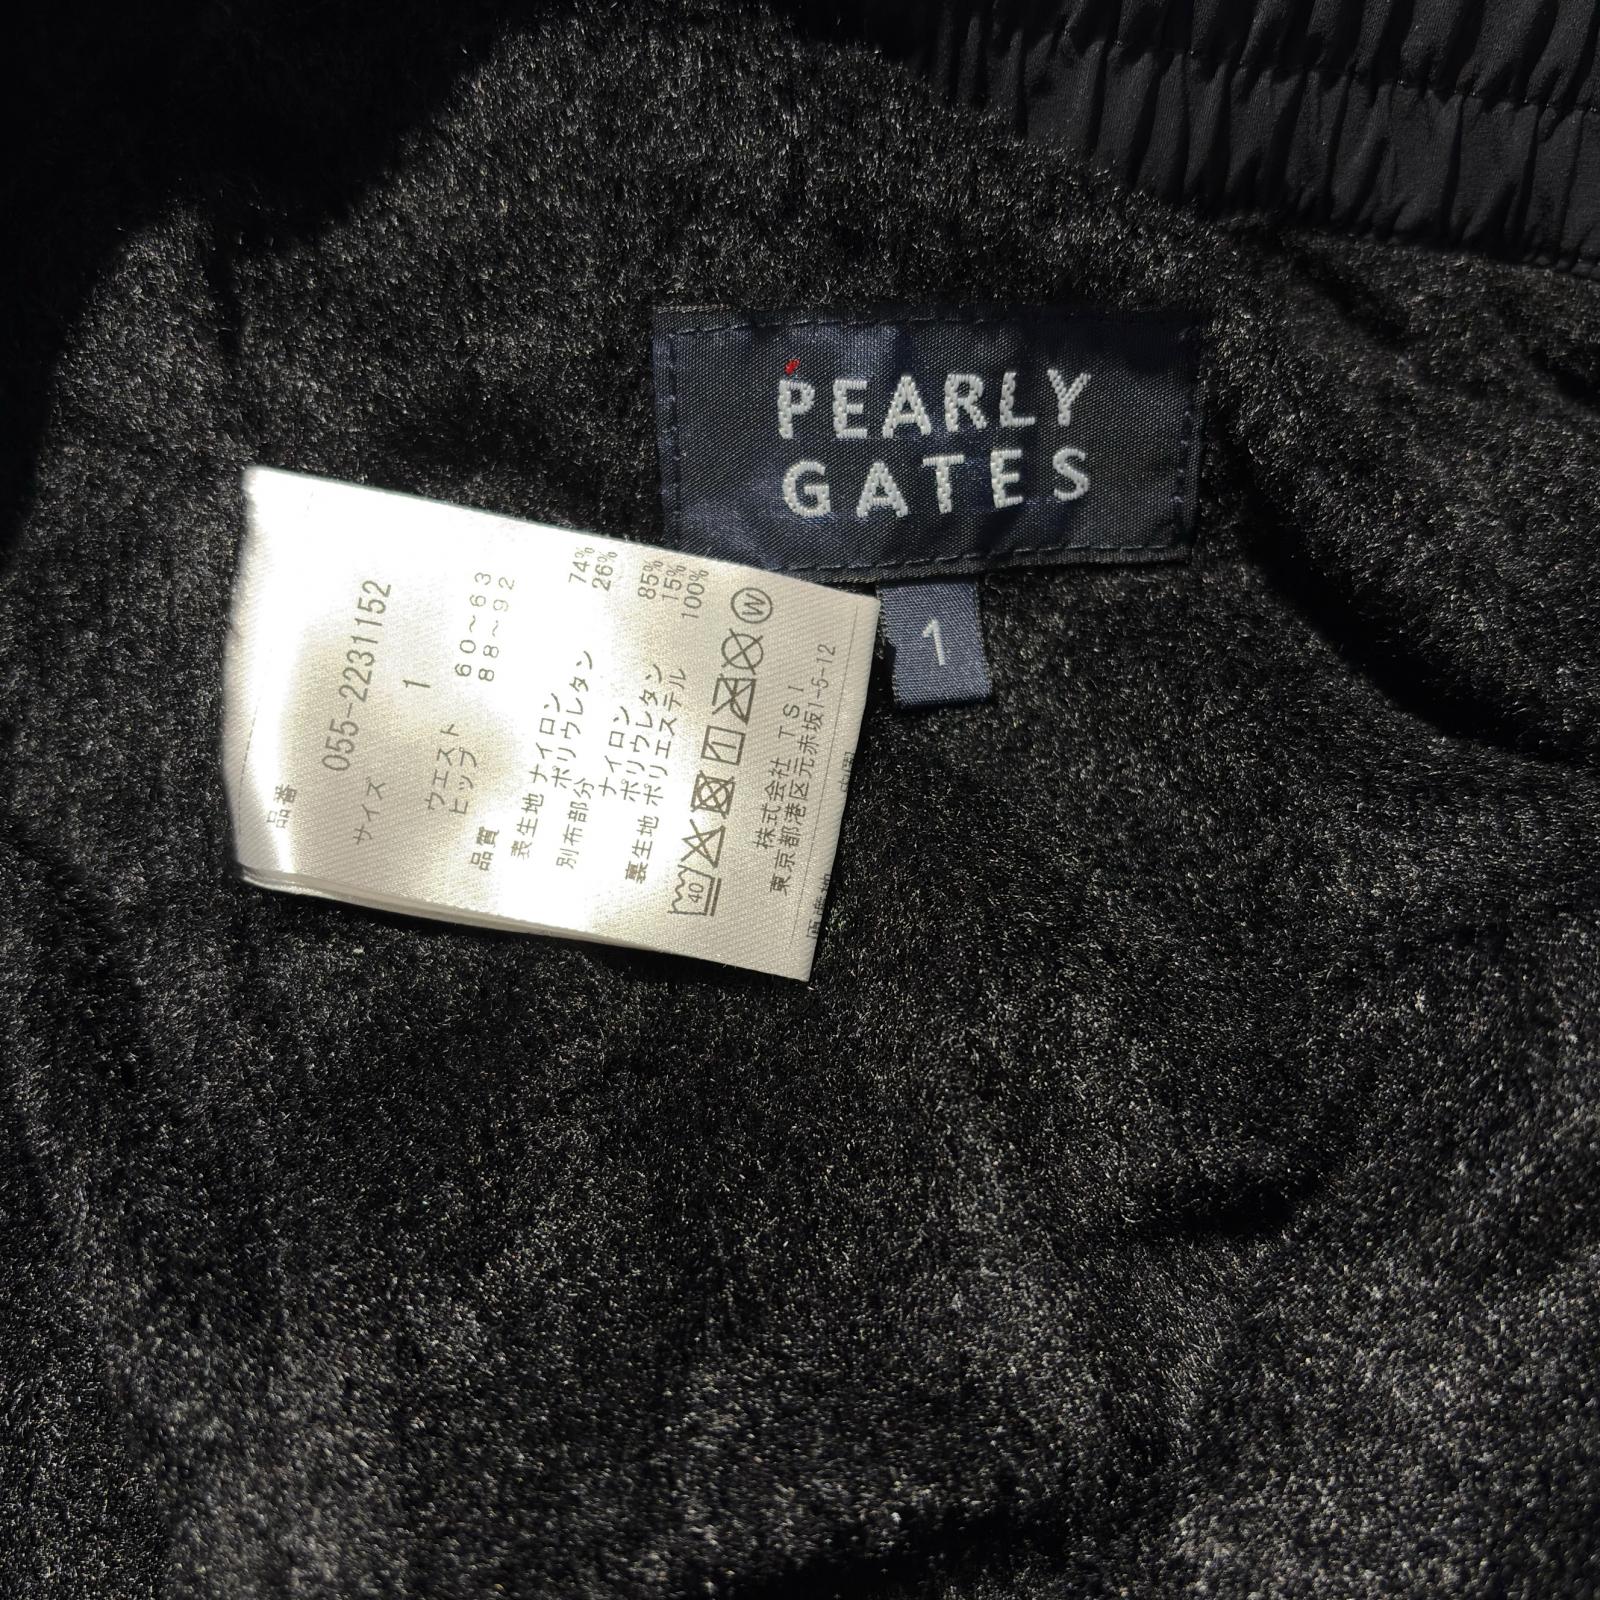 PEARLY
GATES
1
品番
055-2231152
サイズ 1
ウエスト 60～63
ヒップ 88～92
品質
表生地 ナイロン 74%
ポリウレタン 26%
別布部分
ナイロン 85%
ポリウレタン 15%
裏生地 ポリエステル 100%
40
W
株式会社 TSI
東京都港区元赤坂1-5-12